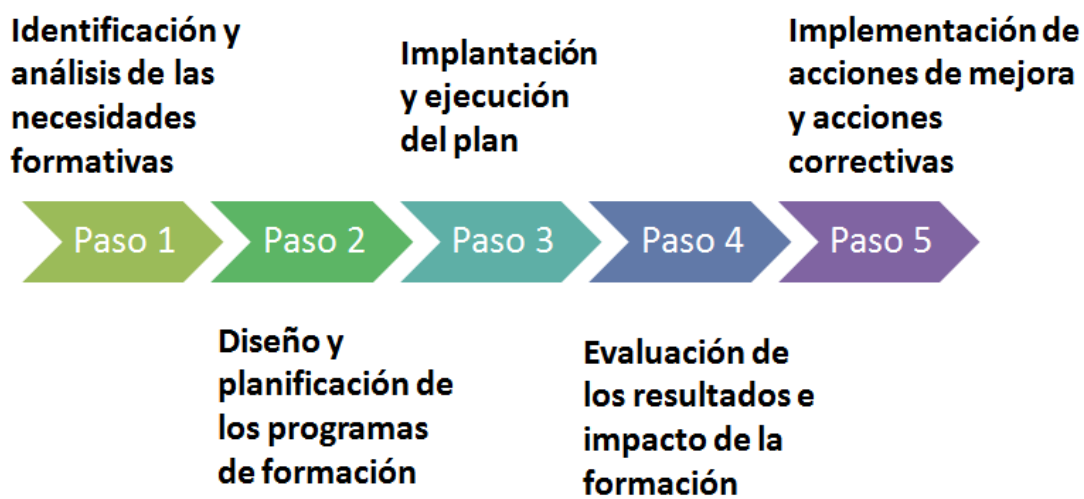 Identificación y
análisis de las
necesidades
formativas
Implantación
y ejecución
del plan
Implementación de
acciones de mejora
y acciones
correctivas
Paso 1
Paso 2
Paso 3
Paso 4
Paso 5
Diseño y
planificación de
los programas
de formación
Evaluación de
los resultados e
impacto de la
formación